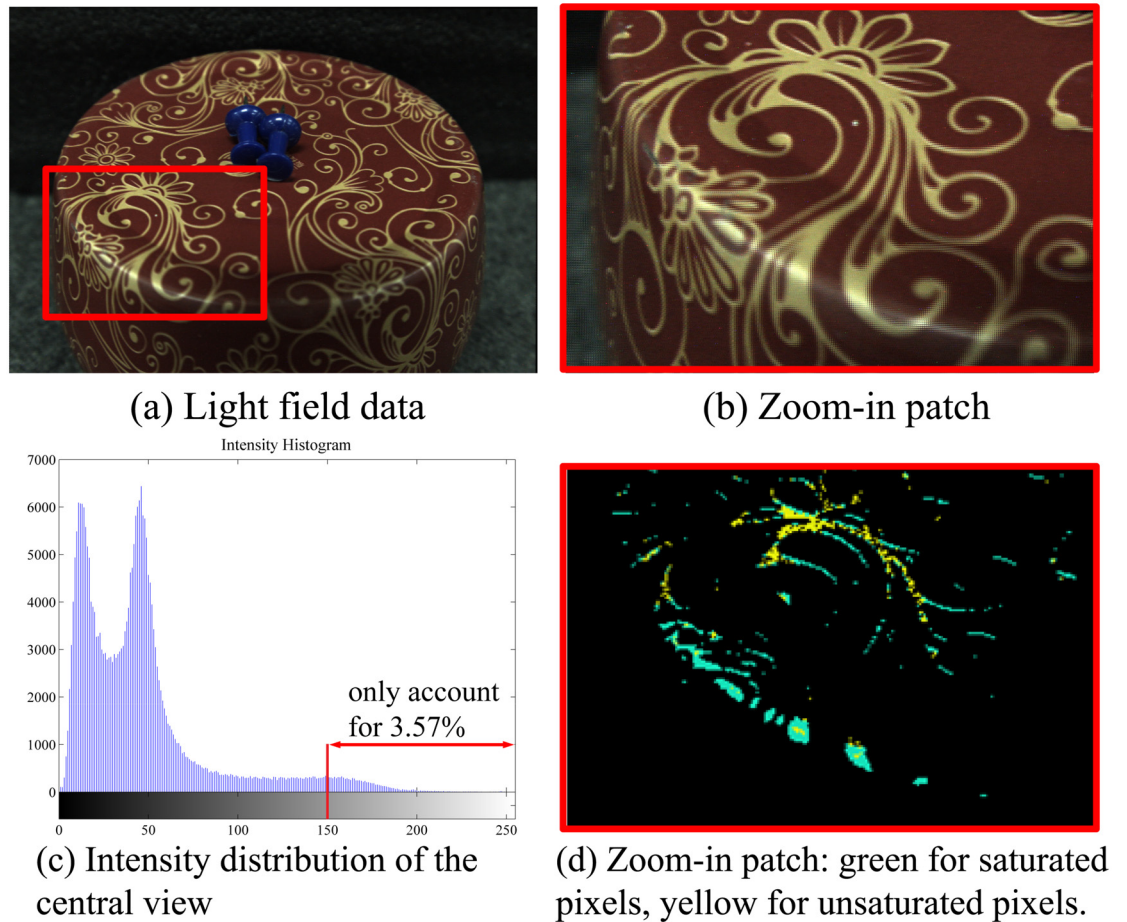 (a) Light field data
(b) Zoom-in patch
Intensity Histogram
7000
6000
5000
4000
3000
2000
1000
0
only account
for 3.57%
0 50 100 150 200 250
(c) Intensity distribution of the
central view
(d) Zoom-in patch: green for saturated
pixels, yellow for unsaturated pixels.